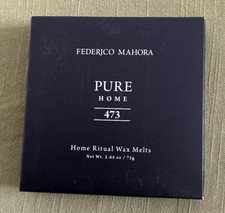 FEDERICO MAHORA
PURE
HOME
473
Home Ritual Wax Melts
Net Wt. 2.65 oz / 75g